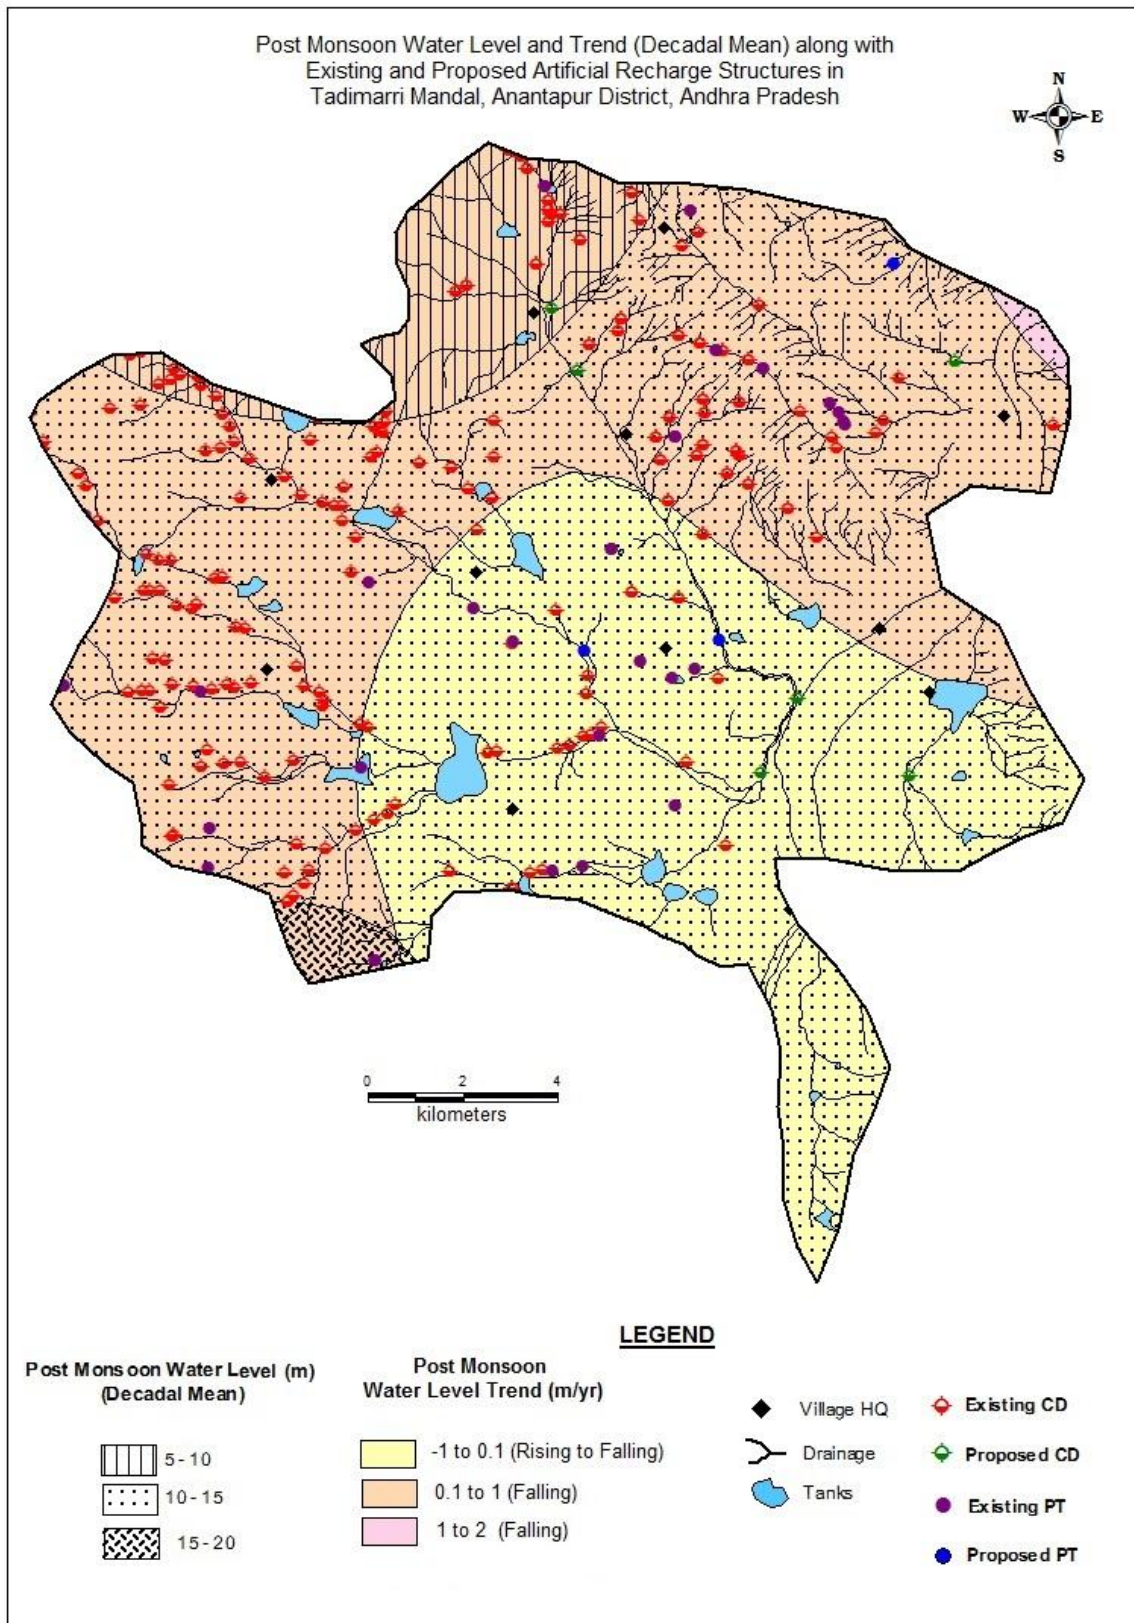 Post Monsoon Water Level and Trend (Decadal Mean) along with
Existing and Proposed Artificial Recharge Structures in
Tadimarri Mandal, Anantapur District, Andhra Pradesh
N
W E
S
0 2 4
kilometers
LEGEND
Post Monsoon Water Level (m)
(Decadal Mean)
5-10
10-15
15-20
Post Monsoon
Water Level Trend (m/yr)
-1 to 0.1 (Rising to Falling)
0.1 to 1 (Falling)
1 to 2 (Falling)
Village HQ
Drainage
Tanks
Existing CD
Proposed CD
Existing PT
Proposed PT